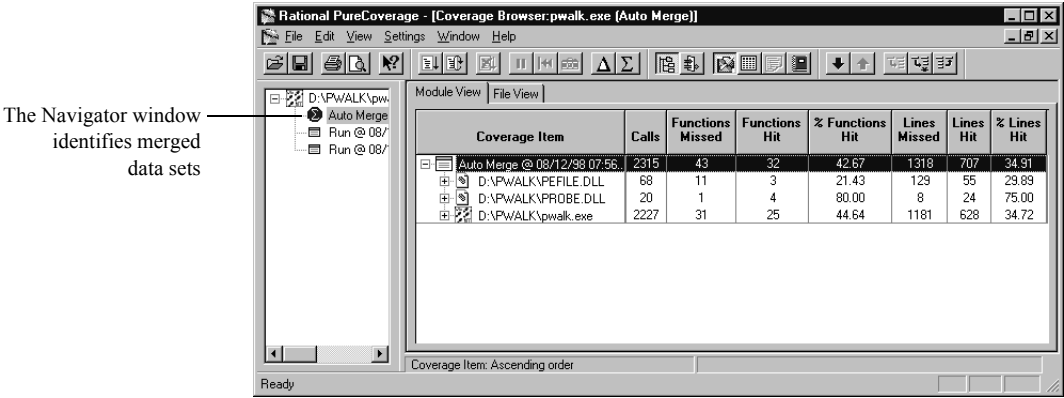 The Navigator window
identifies merged
data sets
Rational PureCoverage - [Coverage Browser:pwalk.exe (Auto Merge)]
File Edit View Settings Window Help
D:\PWALK\pw
Auto Merge
Run @ 08/
Run @ 08/
Module View File View
Coverage Item Calls Functions Missed Functions Hit % Functions Hit Lines Missed Lines Hit % Lines Hit
Auto Merge @ 08/12/98 07:56.. 2315 43 32 42.67 1318 707 34.91
D:\PWALK\PEFILE.DLL 68 11 3 21.43 129 55 29.89
D:\PWALK\PROBE.DLL 20 1 4 80.00 8 24 75.00
D:\PWALK\pwalk.exe 2227 31 25 44.64 1181 628 34.72
Coverage Item: Ascending order
Ready